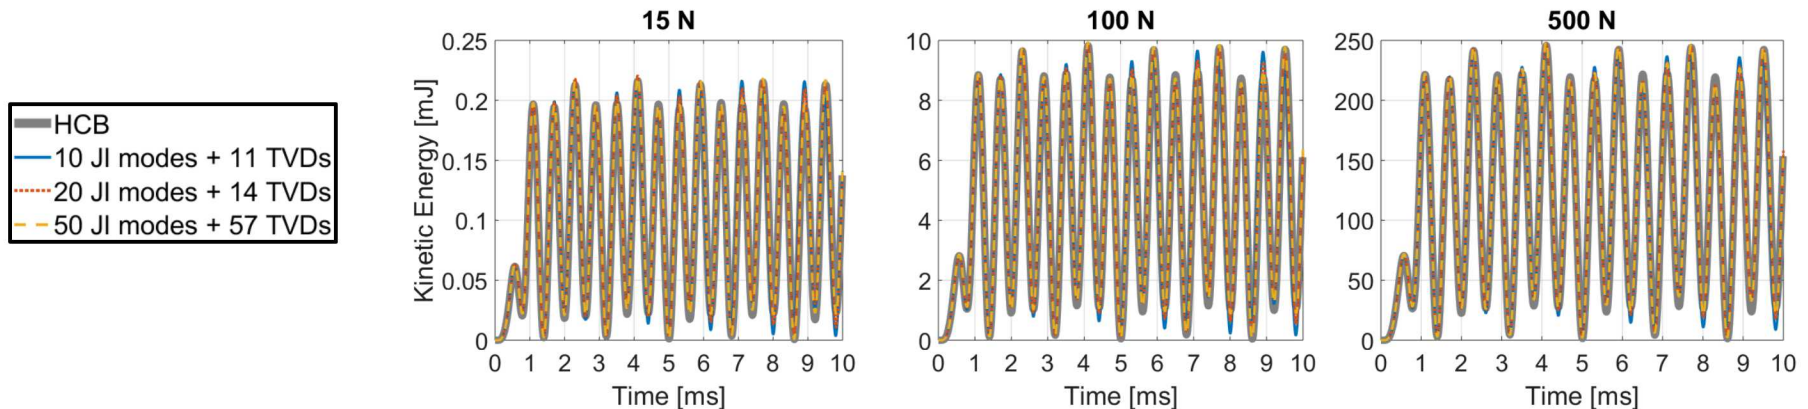 HCB
10 JI modes + 11 TVDs
20 JI modes + 14 TVDs
50 JI modes + 57 TVDs
15 N
Kinetic Energy [mJ]
0.25
0.2
0.15
0.1
0.05
0
0 1 2 3 4 5 6 7 8 9 10
Time [ms]
100 N
10
8
6
4
2
0
0 1 2 3 4 5 6 7 8 9 10
Time [ms]
500 N
250
200
150
100
50
0
0 1 2 3 4 5 6 7 8 9 10
Time [ms]